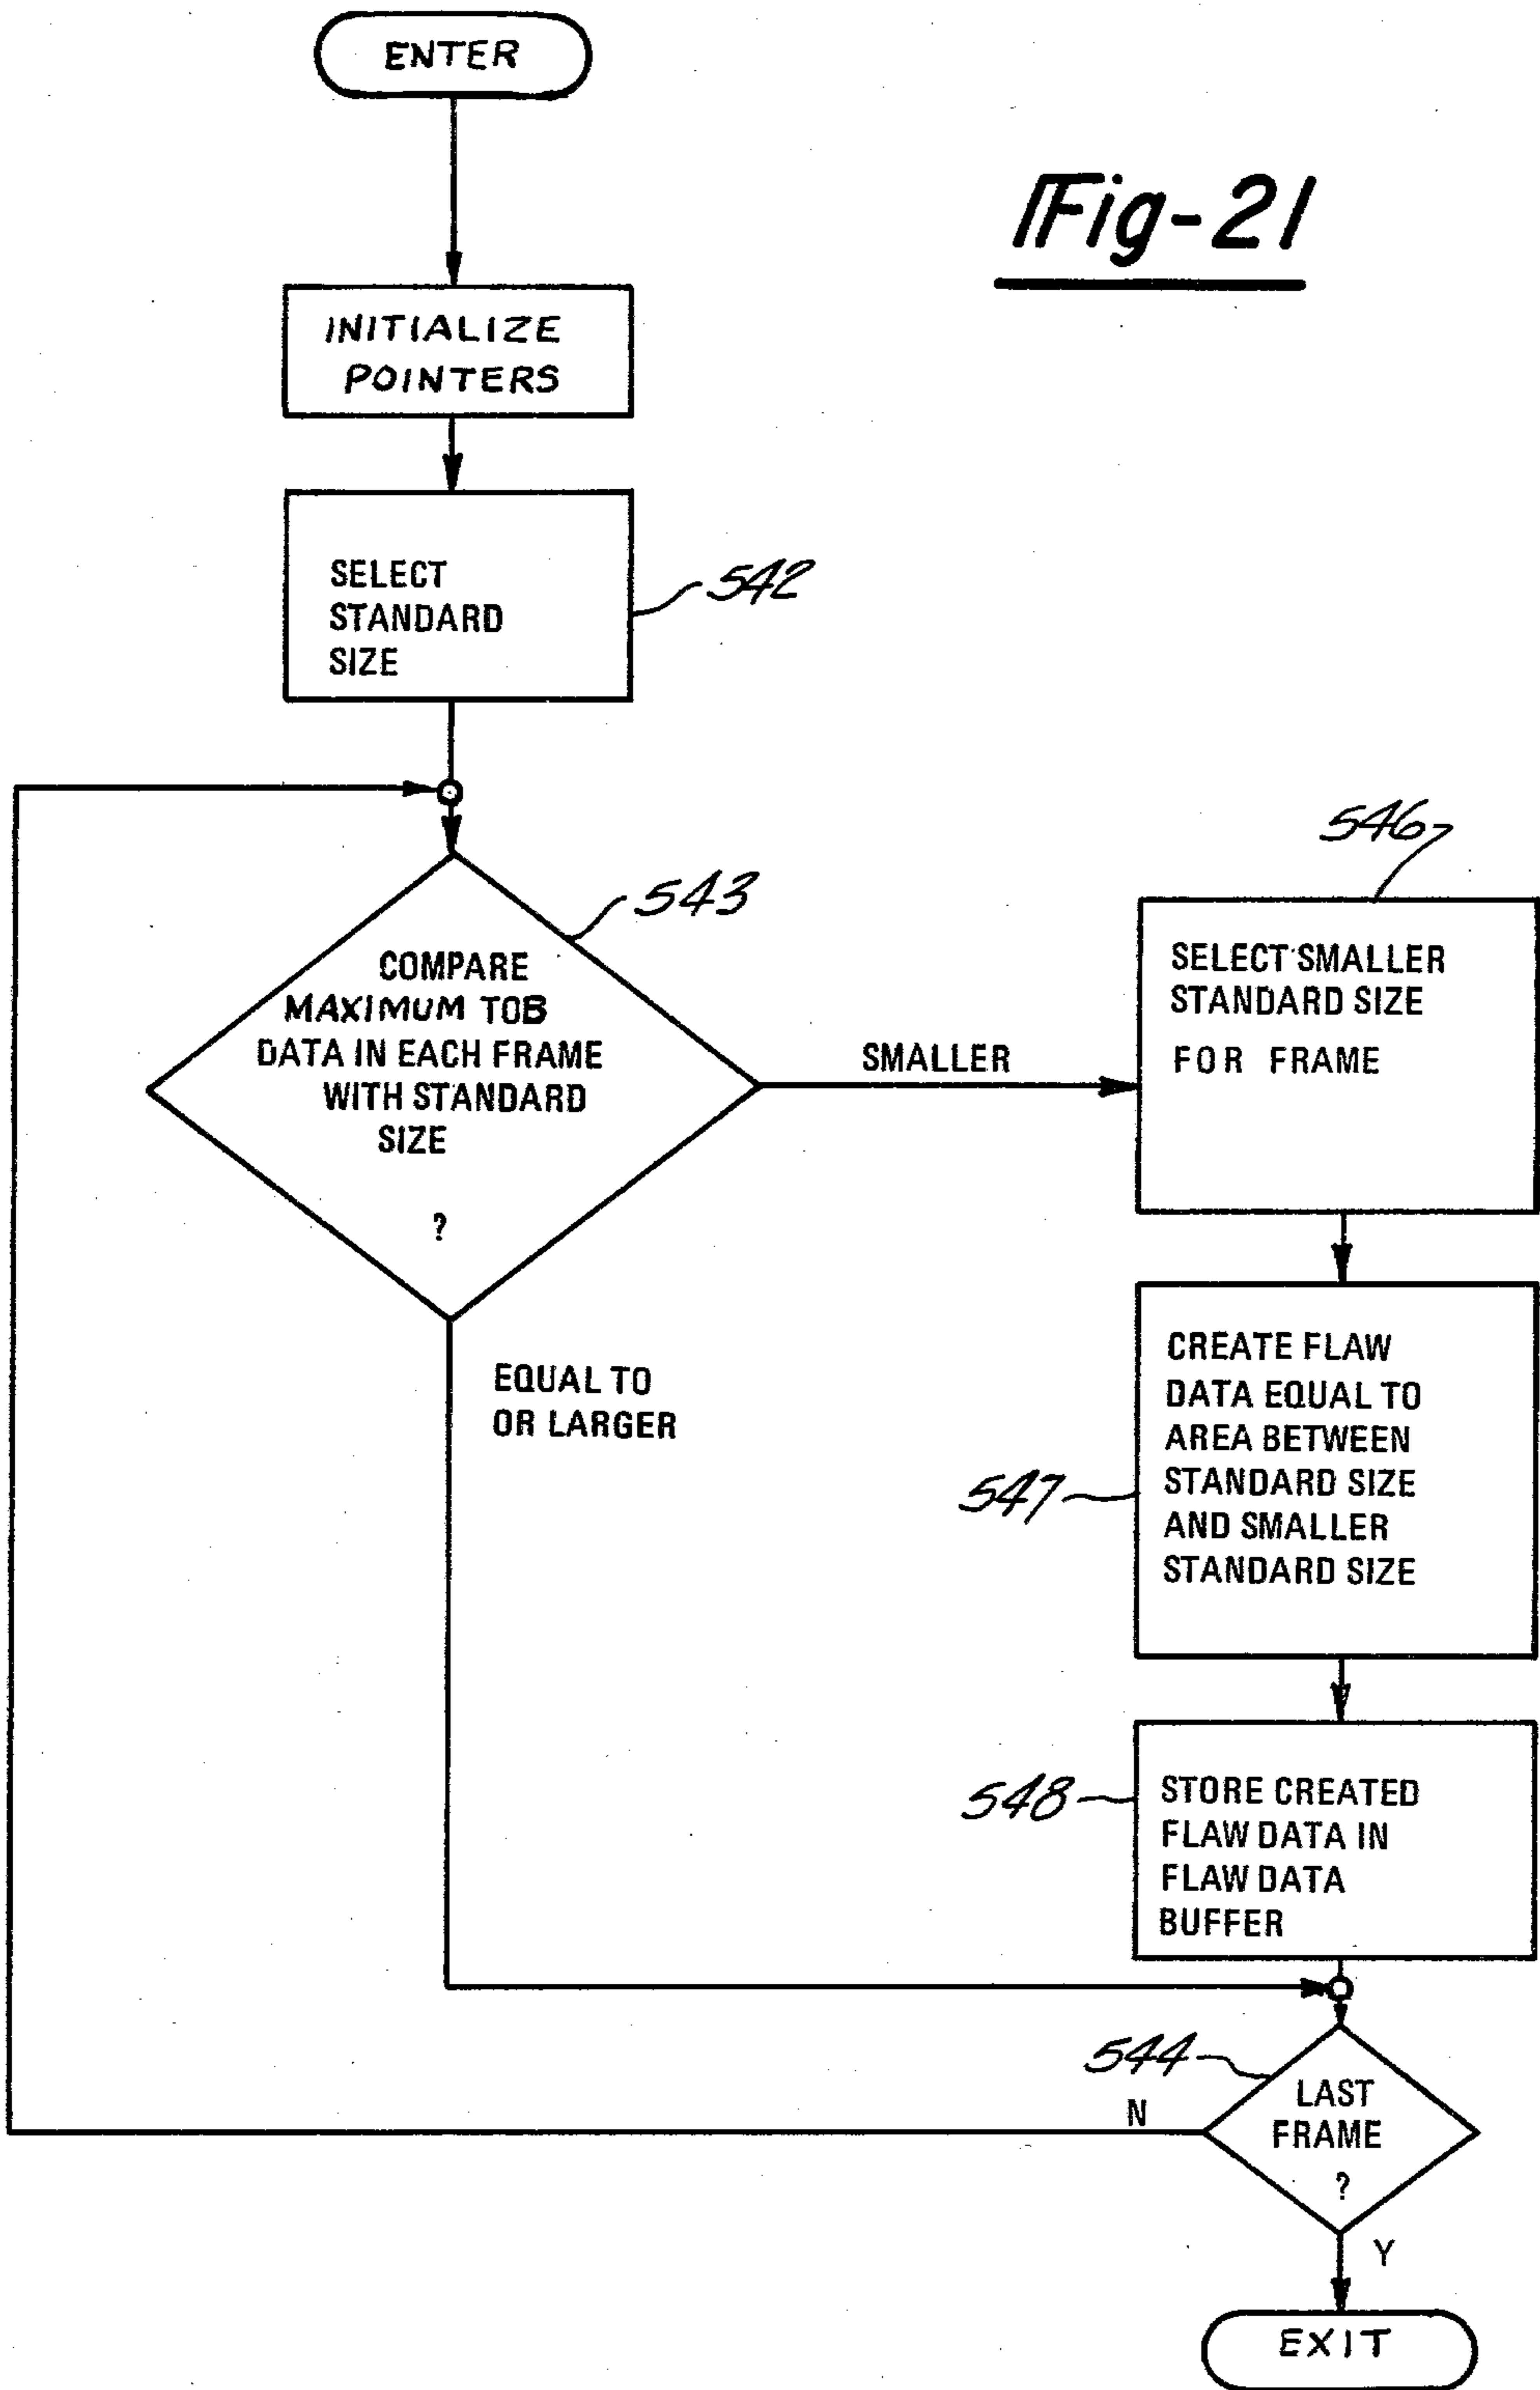 ENTER
Fig-21
INITIALIZE
POINTERS
SELECT
STANDARD
SIZE
542
543
COMPARE
MAXIMUM TOB
DATA IN EACH FRAME
WITH STANDARD
SIZE
?
SMALLER
546
SELECT SMALLER
STANDARD SIZE
FOR FRAME
EQUAL TO
OR LARGER
547
CREATE FLAW
DATA EQUAL TO
AREA BETWEEN
STANDARD SIZE
AND SMALLER
STANDARD SIZE
548
STORE CREATED
FLAW DATA IN
FLAW DATA
BUFFER
544
LAST
FRAME
?
N
Y
EXIT